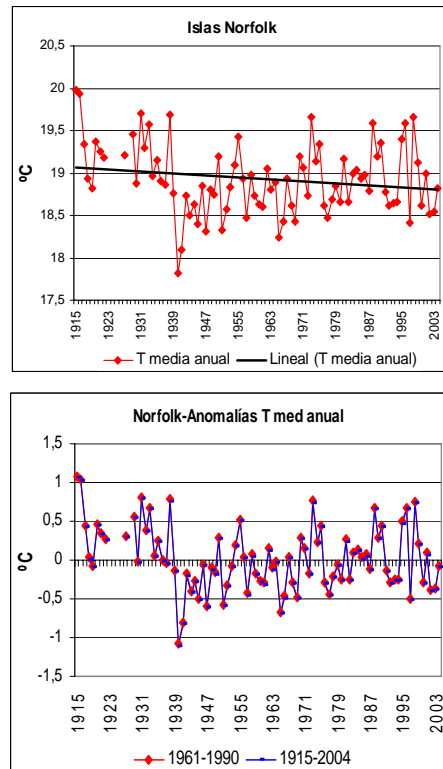 Islas Norfolk
20,5
20
19,5
19
18,5
18
17,5
ºC
1915 1923 1931 1939 1947 1955 1963 1971 1979 1987 1995 2003
T media anual Lineal (T media anual)
Norfolk-Anomalías T med anual
1,5
1
0,5
0
-0,5
-1
-1,5
ºC
1915 1923 1931 1939 1947 1955 1963 1971 1979 1987 1995 2003
1961-1990 1915-2004